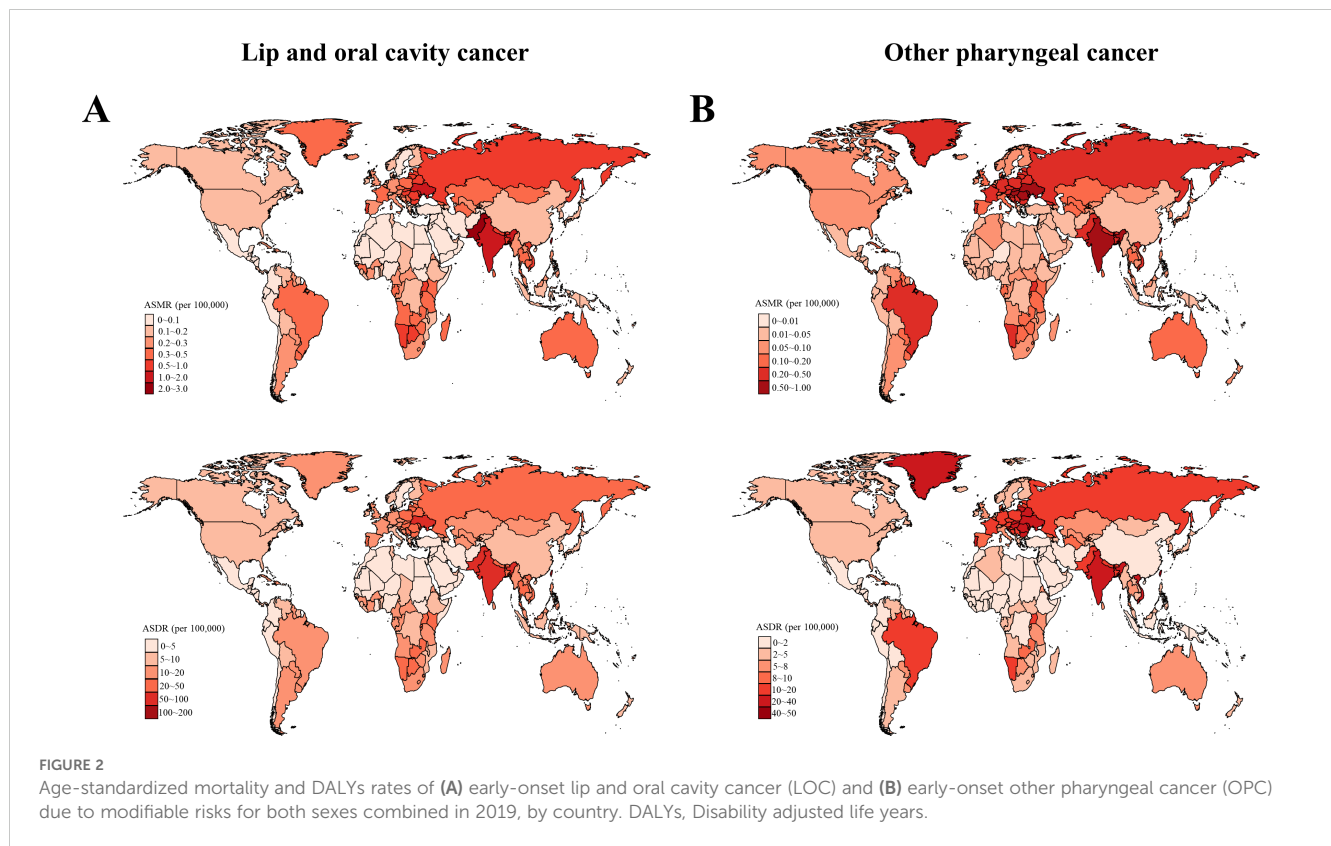 Lip and oral cavity cancer
Other pharyngeal cancer
A
B
ASMR (per 100,000)
0~0.1
0.1~0.2
0.2~0.3
0.3~0.5
0.5~1.0
1.0~2.0
2.0~3.0
ASMR (per 100,000)
0~0.01
0.01~0.05
0.05~0.10
0.10~0.20
0.20~0.50
0.50~1.00
ASDR (per 100,000)
0~5
5~10
10~20
20~50
50~100
100~200
ASDR (per 100,000)
0~2
2~5
5~8
8~10
10~20
20~40
40~50
FIGURE 2
Age-standardized mortality and DALYs rates of (A) early-onset lip and oral cavity cancer (LOC) and (B) early-onset other pharyngeal cancer (OPC)
due to modifiable risks for both sexes combined in 2019, by country. DALYs, Disability adjusted life years.